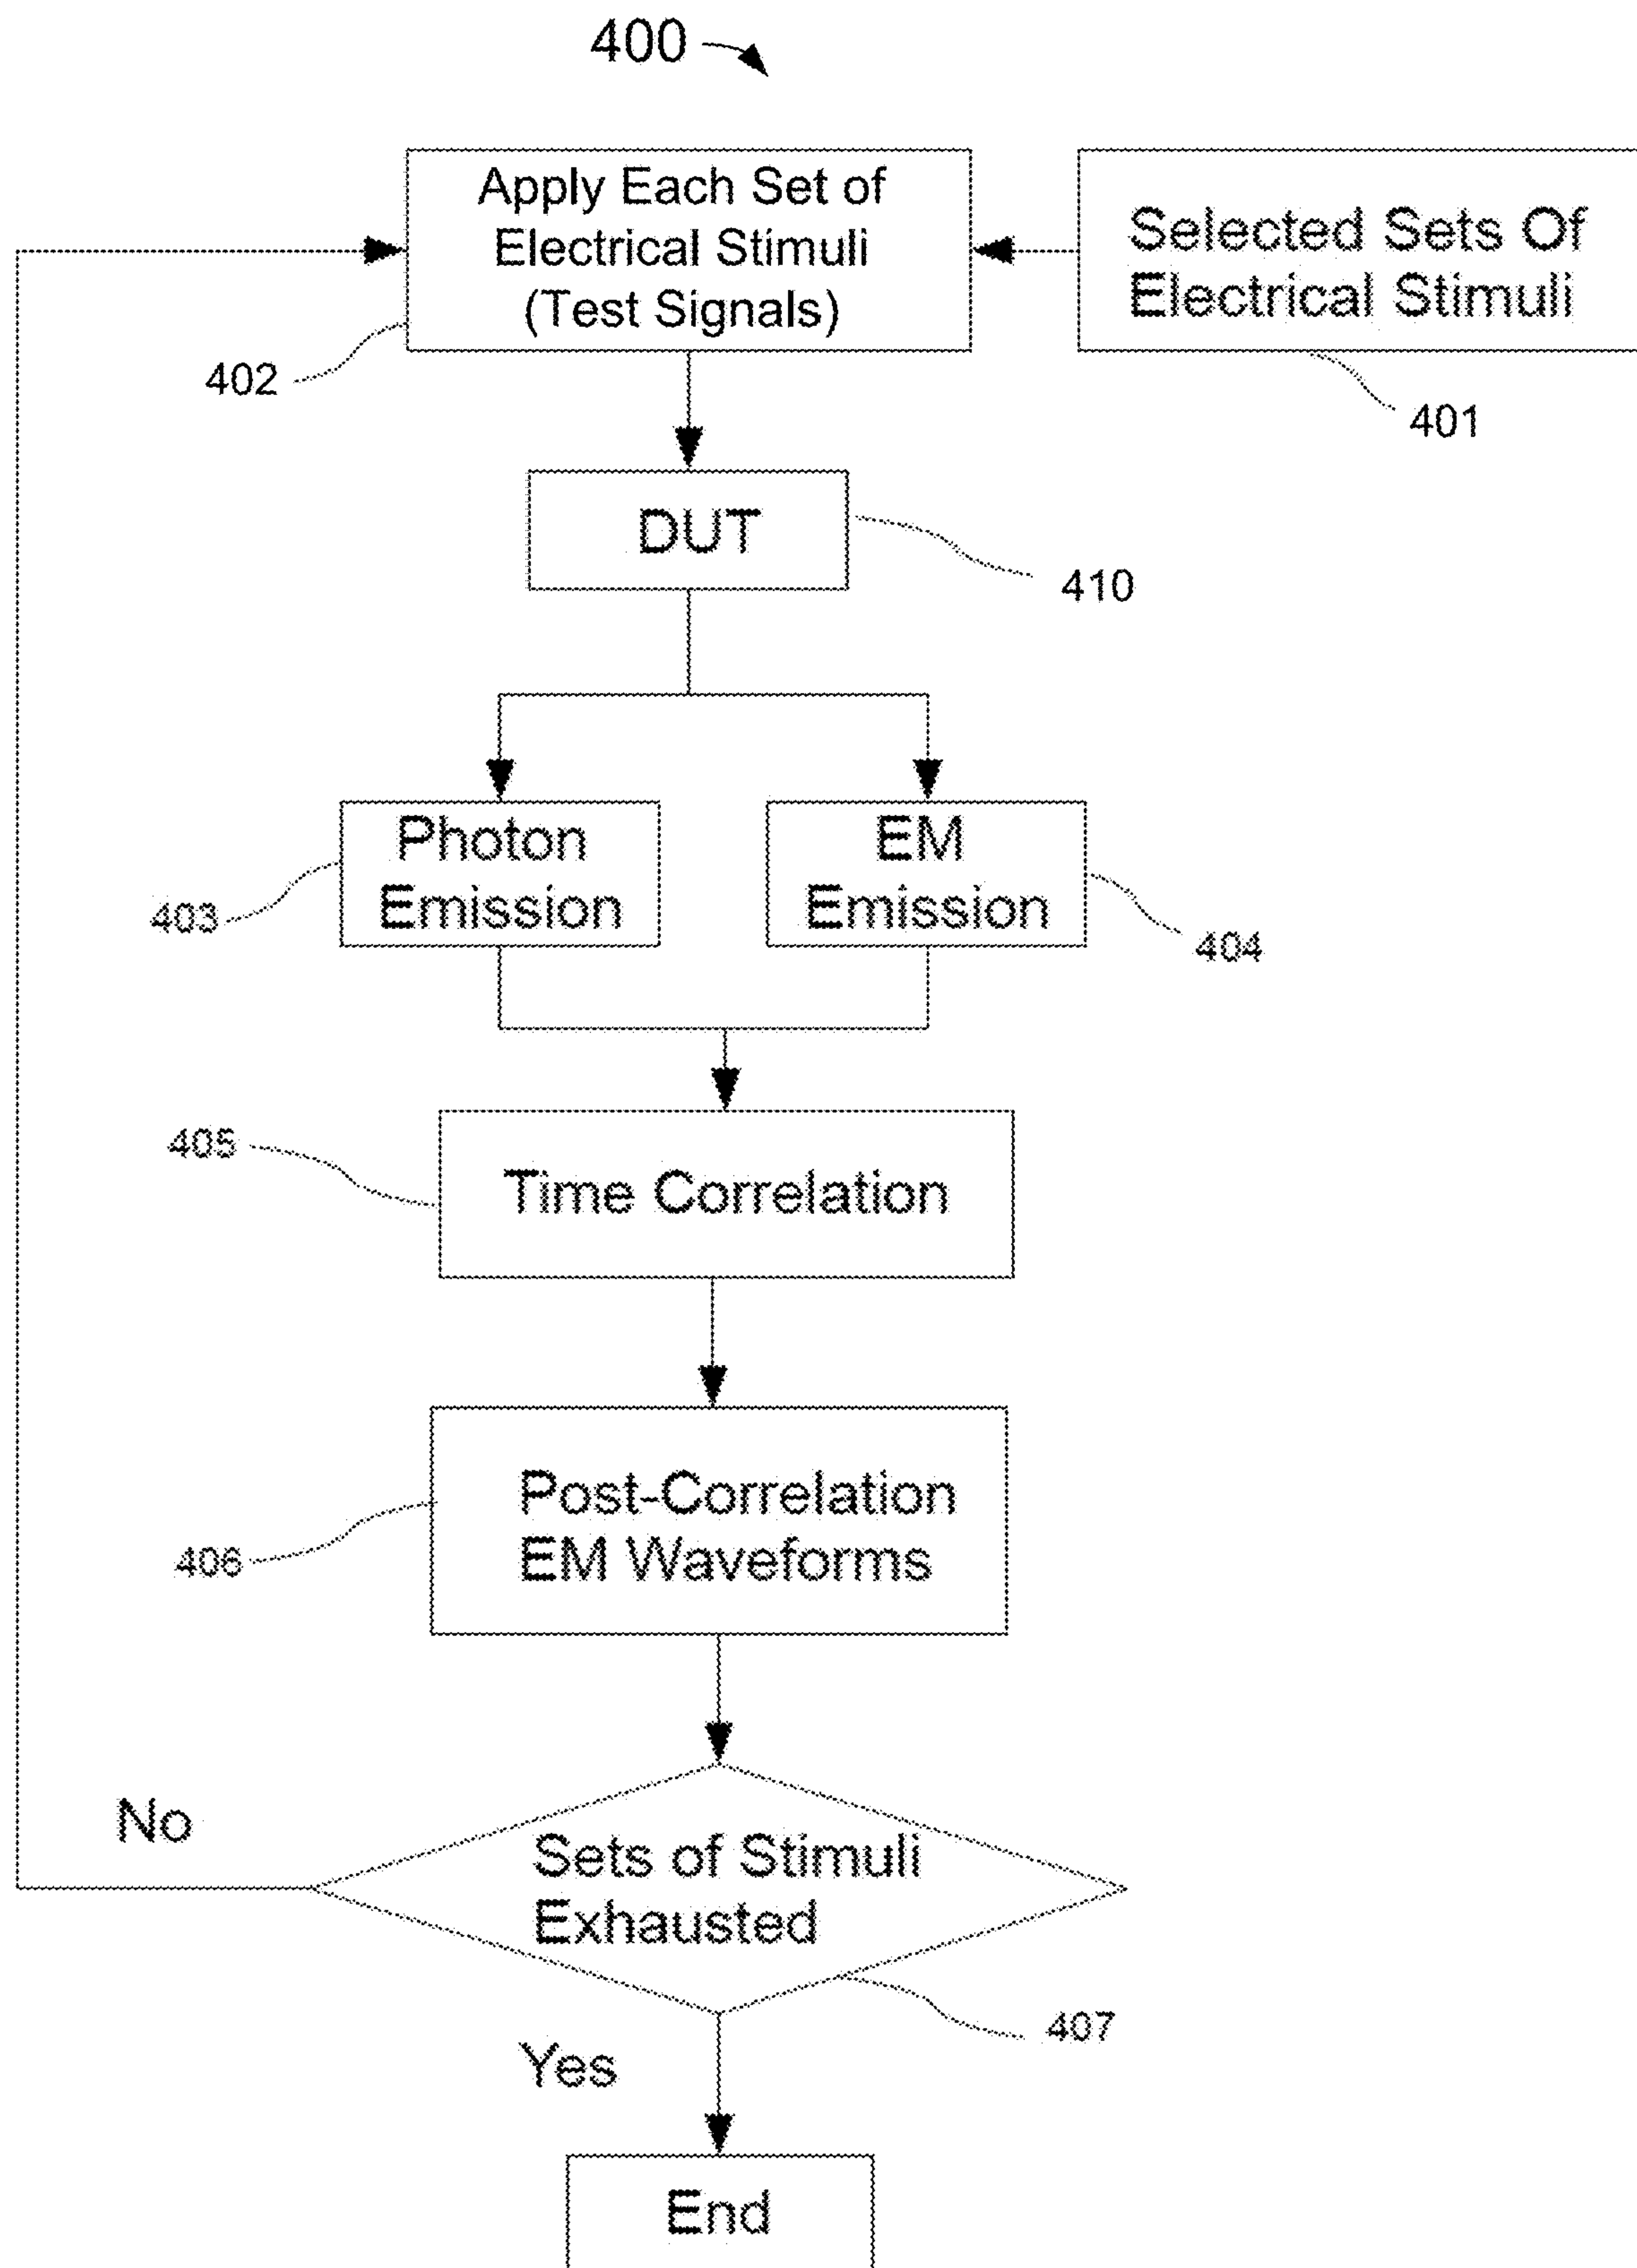 400
Apply Each Set of
Electrical Stimuli
(Test Signals)
Selected Sets Of
Electrical Stimuli
402
401
DUT
410
Photon
Emission
EM
Emission
403
404
405
Time Correlation
Post-Correlation
EM Waveforms
406
No
Sets of Stimuli
Exhausted
407
Yes
End